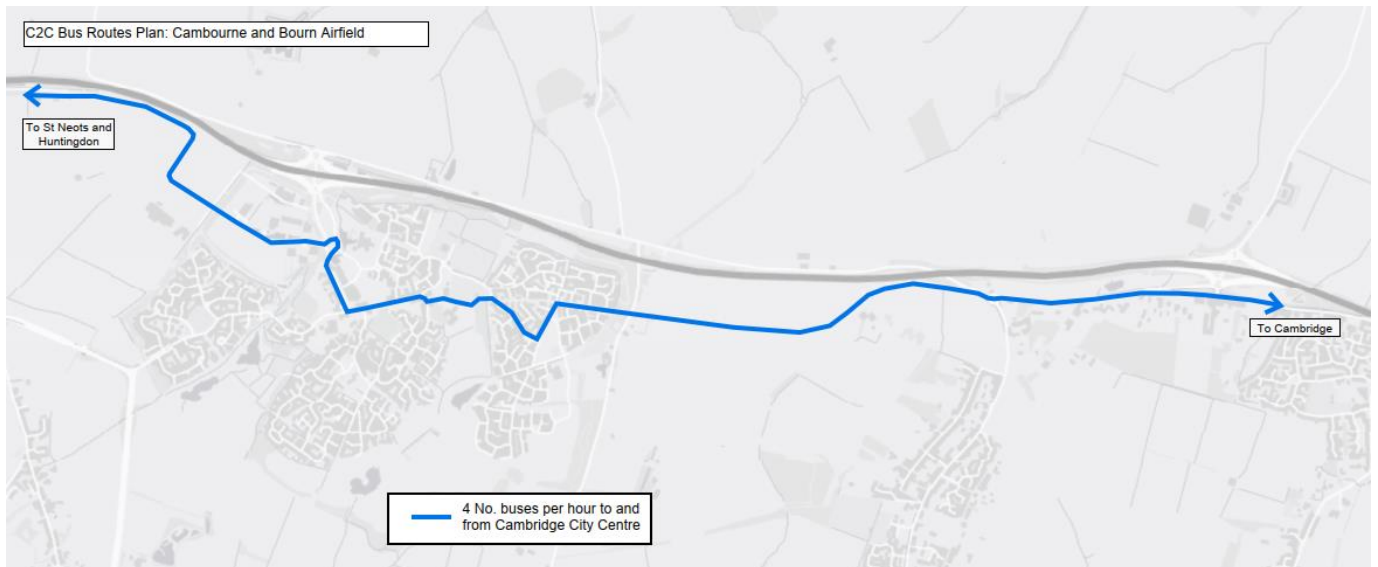 C2C Bus Routes Plan: Cambourne and Bourn Airfield
To St Neots and
Huntingdon
To Cambridge
4 No. buses per hour to and
from Cambridge City Centre